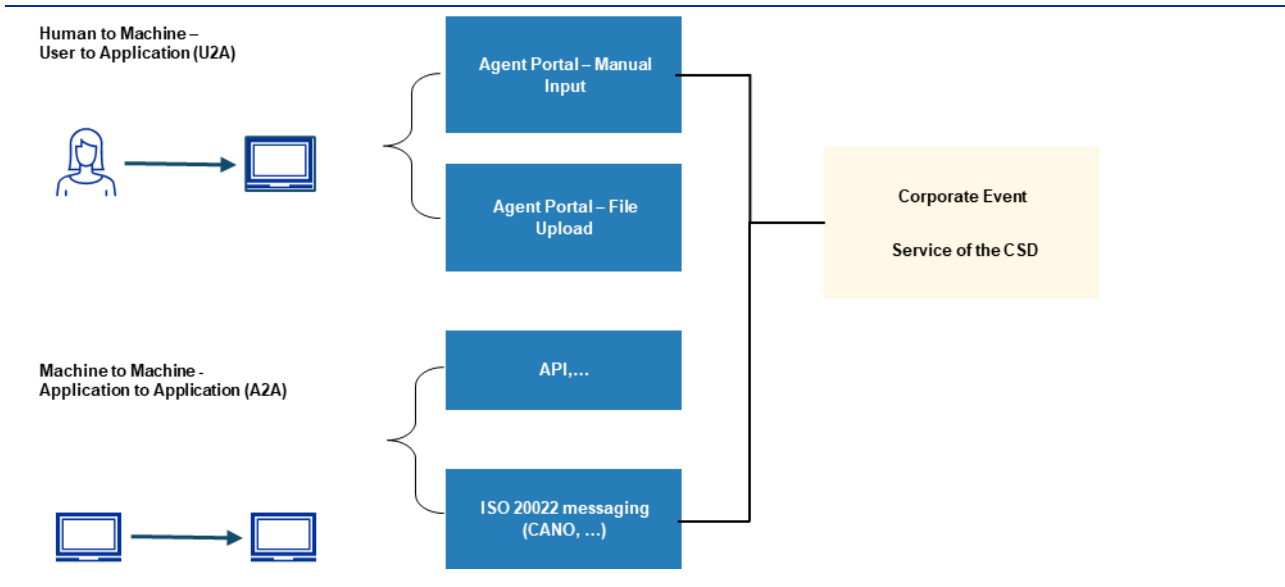 Human to Machine –
User to Application (U2A)
Agent Portal – Manual
Input
Agent Portal – File
Upload
Corporate Event
Service of the CSD
Machine to Machine -
Application to Application (A2A)
API,...
ISO 20022 messaging
(CANO, ...)